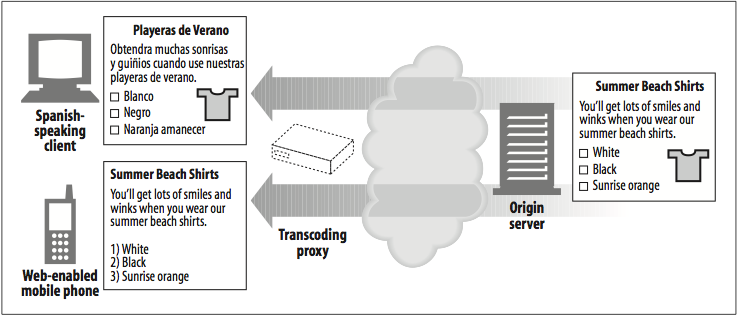 Playeras de Verano
Obtendra muchas sonrisas
y guiñios cuando use nuestras
playeras de verano.
Blanco
Negro
Naranja amanecer
Spanish-
speaking
client
Summer Beach Shirts
You'll get lots of smiles and
winks when you wear our
summer beach shirts.
1) White
2) Black
3) Sunrise orange
Web-enabled
mobile phone
Transcoding
proxy
Origin
server
Summer Beach Shirts
You'll get lots of smiles and
winks when you wear our
summer beach shirts.
White
Black
Sunrise orange